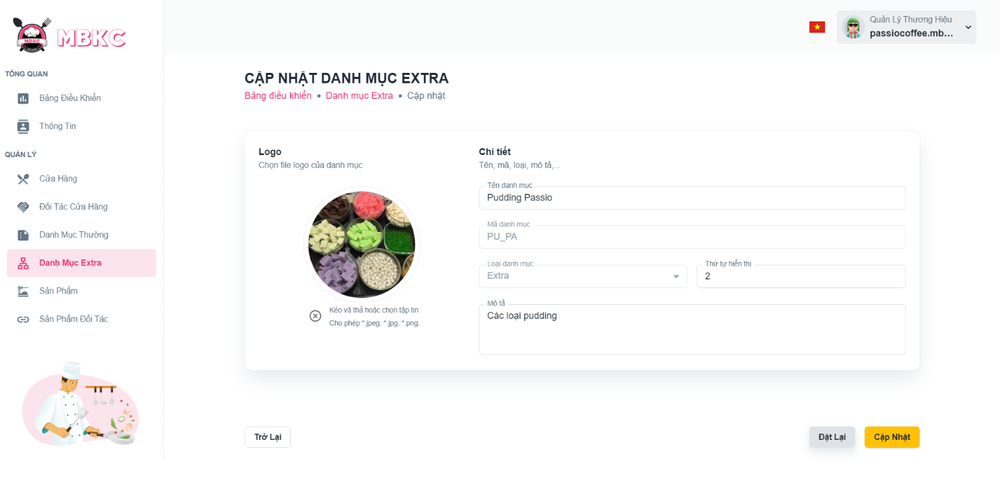 MBKC
MBKC
Quản Lý Thương Hiệu
passiocoffee.mb...
TỔNG QUAN
Bảng Điều Khiển
Thông Tin
QUẢN LÝ
Cửa Hàng
Đối Tác Cửa Hàng
Danh Mục Thường
Danh Mục Extra
Sản Phẩm
Sản Phẩm Đối Tác
CẬP NHẬT DANH MỤC EXTRA
Bảng điều khiển • Danh mục Extra • Cập nhật
Logo
Chọn file logo của danh mục
Kéo và thả hoặc chọn tập tin
Cho phép *.jpeg, *.jpg, *.png.
Chi tiết
Tên, mã, loại, mô tả,...
Tên danh mục
Pudding Passio
Mã danh mục
PU_PA
Loại danh mục
Extra
Thứ tự hiển thị
2
Mô tả
Các loại pudding
Trở Lại
Đặt Lại
Cập Nhật